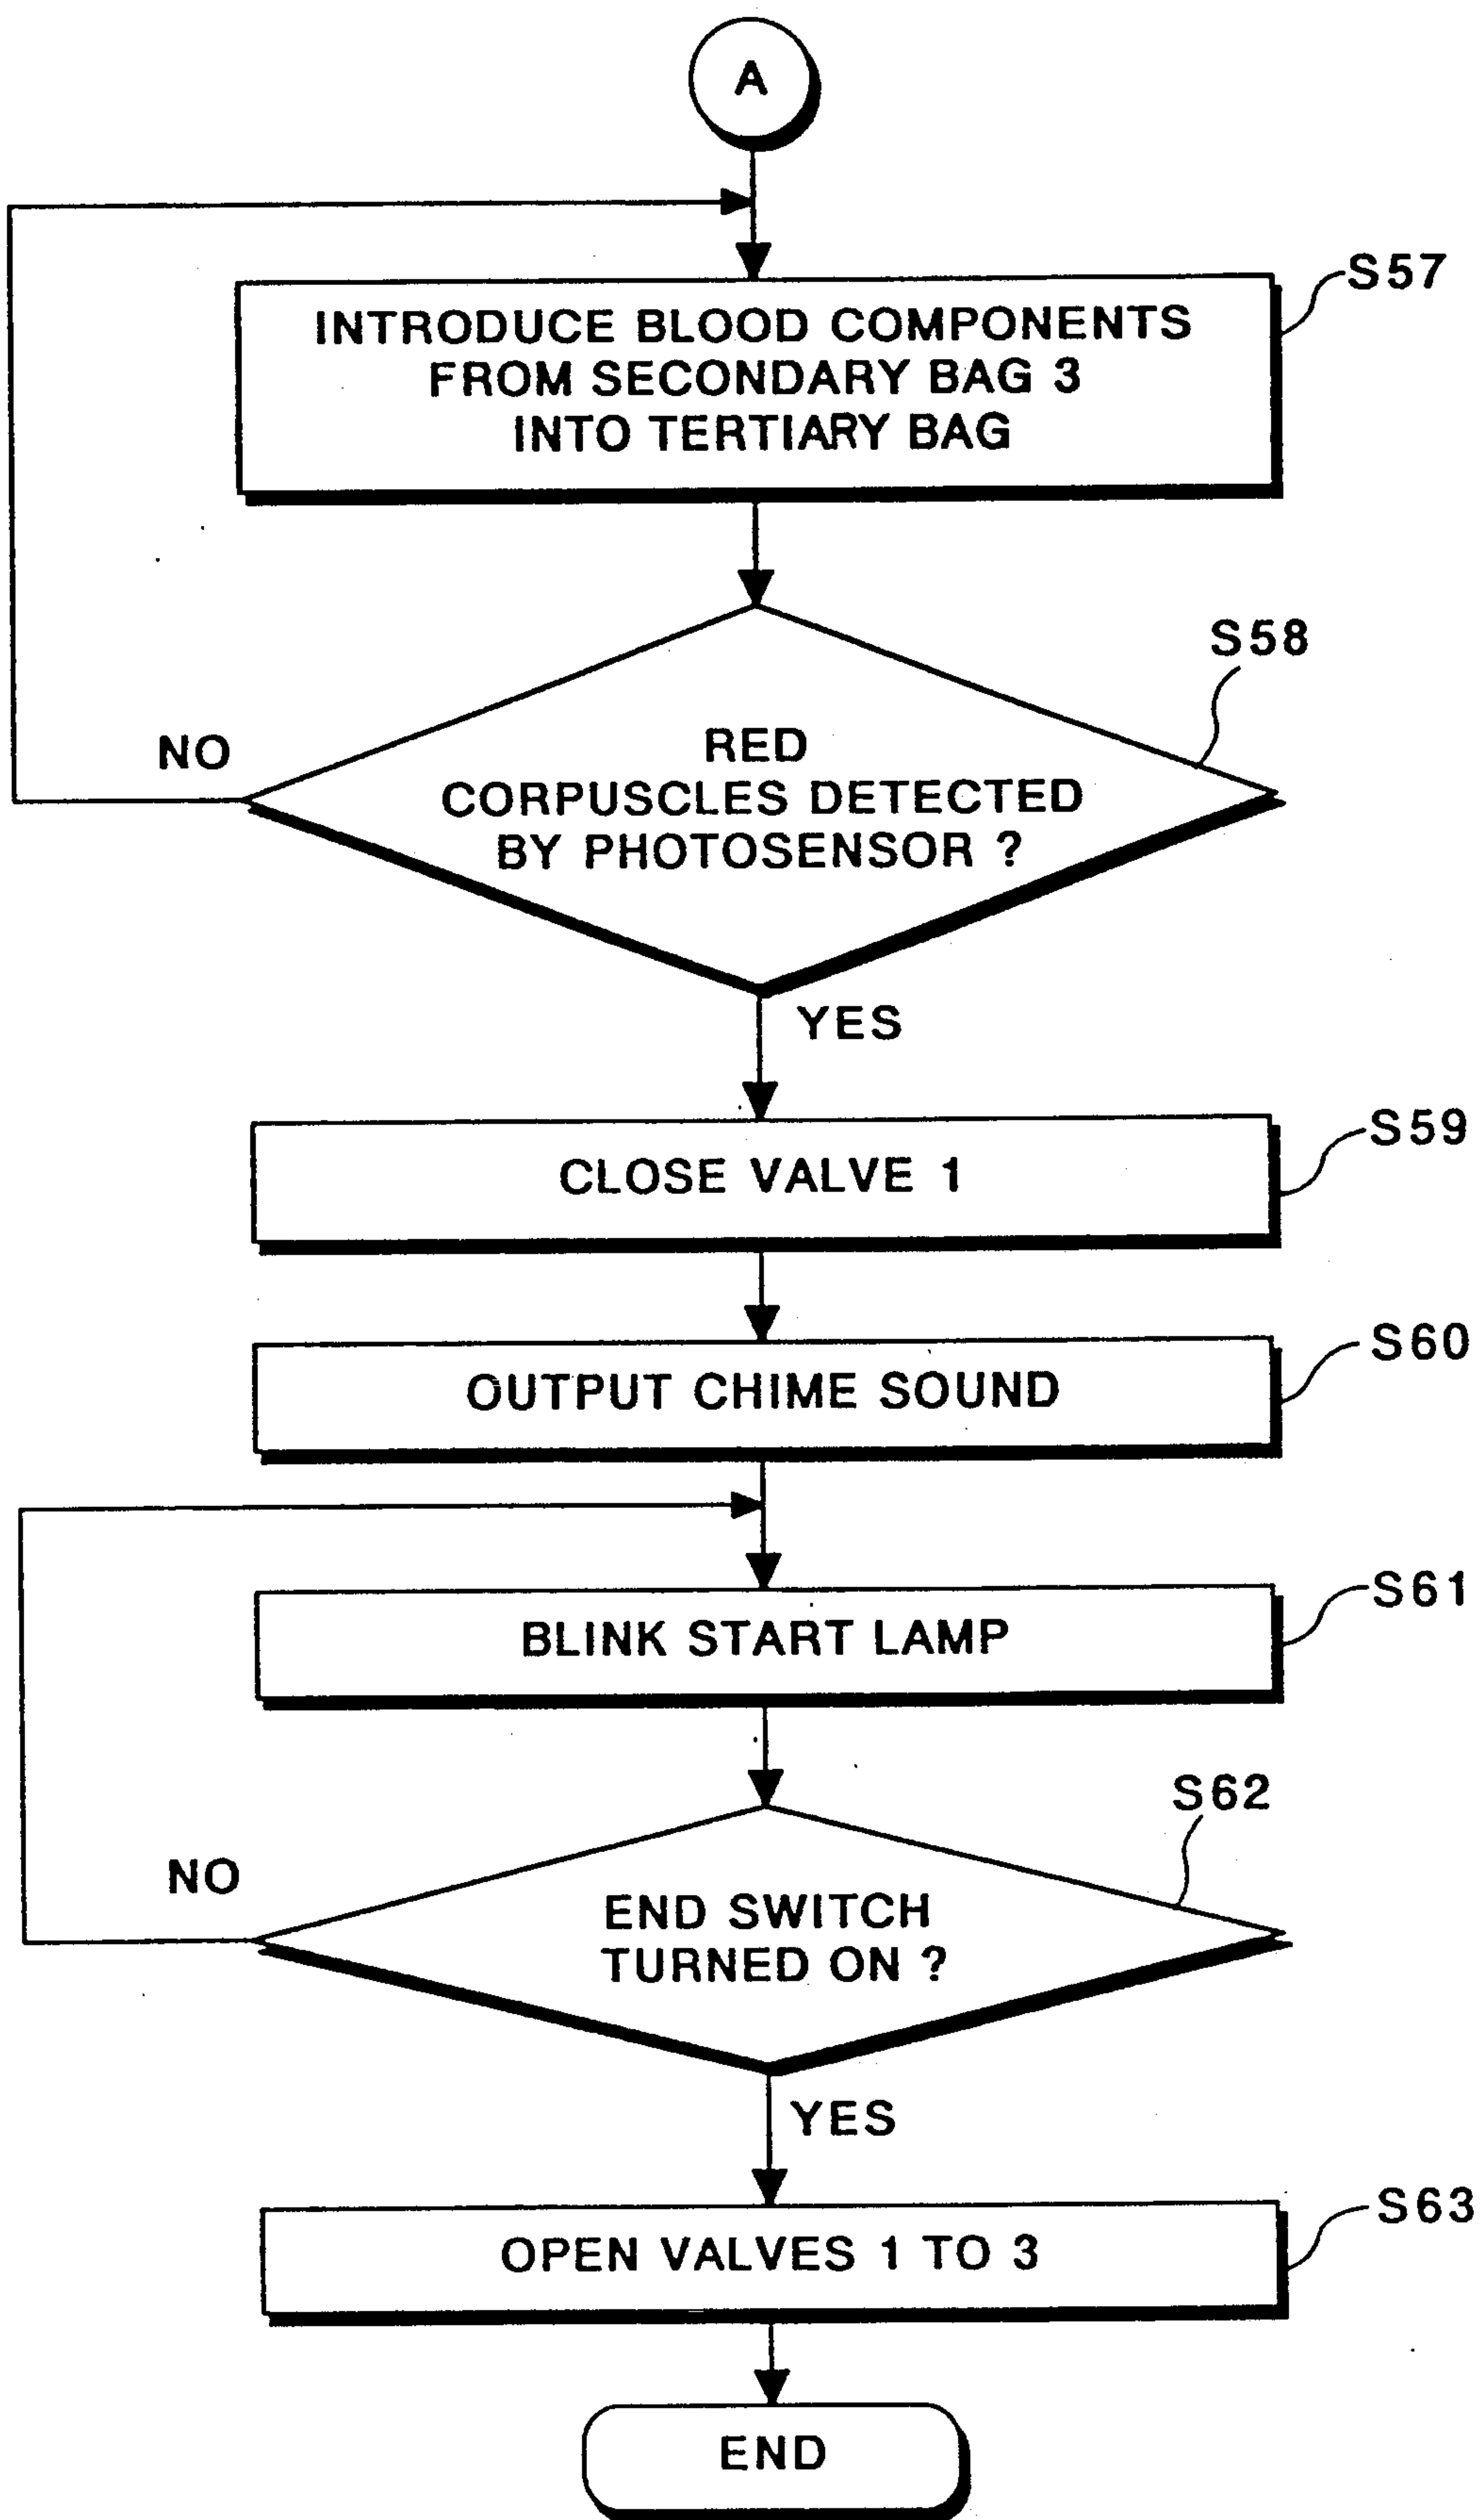 A
S57
INTRODUCE BLOOD COMPONENTS
FROM SECONDARY BAG 3
INTO TERTIARY BAG
S58
NO
RED
CORPUSCLES DETECTED
BY PHOTOSENSOR ?
YES
S59
CLOSE VALVE 1
S60
OUTPUT CHIME SOUND
S61
BLINK START LAMP
S62
NO
END SWITCH
TURNED ON ?
YES
S63
OPEN VALVES 1 TO 3
END